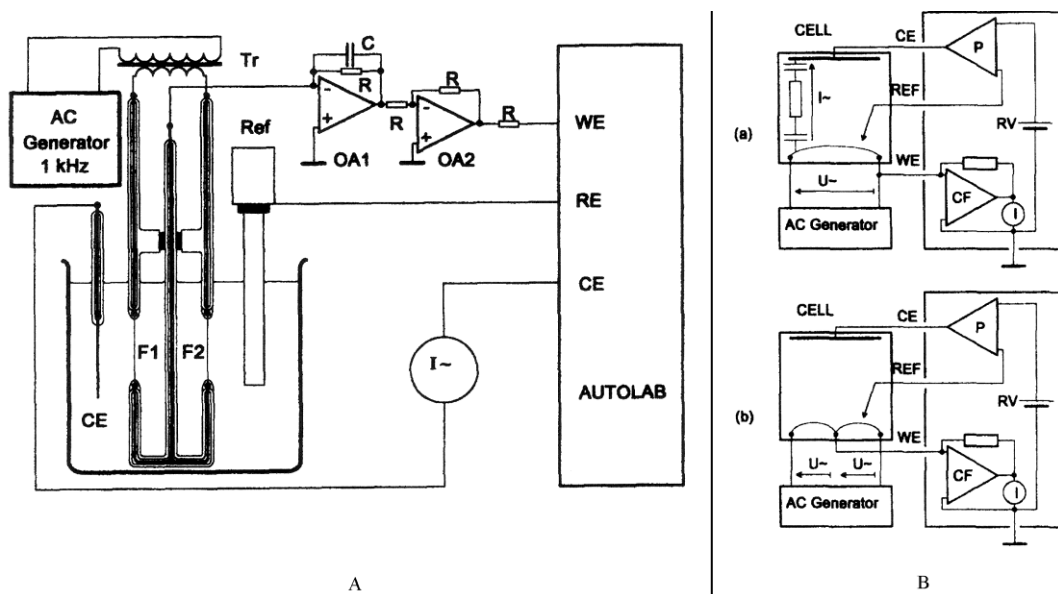 AC
Generator
1 kHz
Tr
C
R
R
R
R
OA1
OA2
Ref
WE
RE
CE
AUTOLAB
F1 F2
CE
I~
A
(a)
CELL
CE
P
REF
I~
RV
WE
U~
CF
I
AC Generator
(b)
CELL
CE
P
REF
RV
WE
U~ U~
CF
I
AC Generator
B